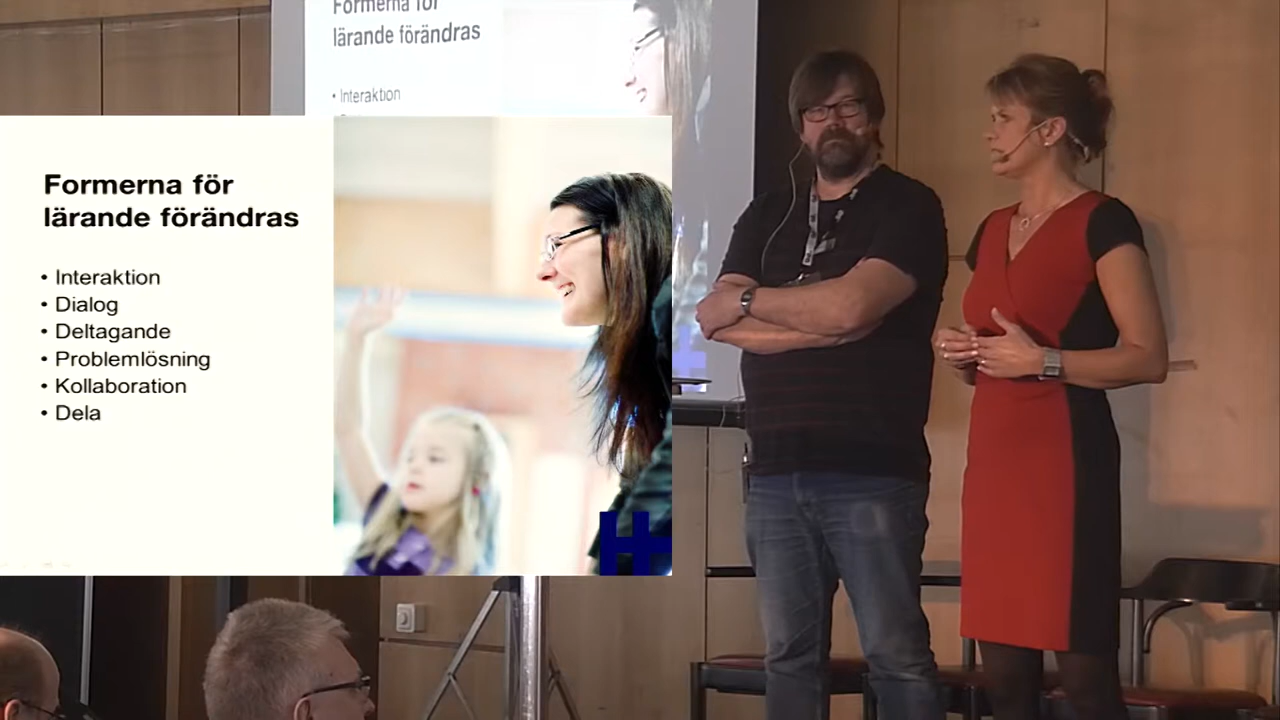 Formerna för
lärande förändras
• Interaktion
Formerna för
lärande förändras
• Interaktion
• Dialog
• Deltagande
• Problemlösning
• Kollaboration
• Dela